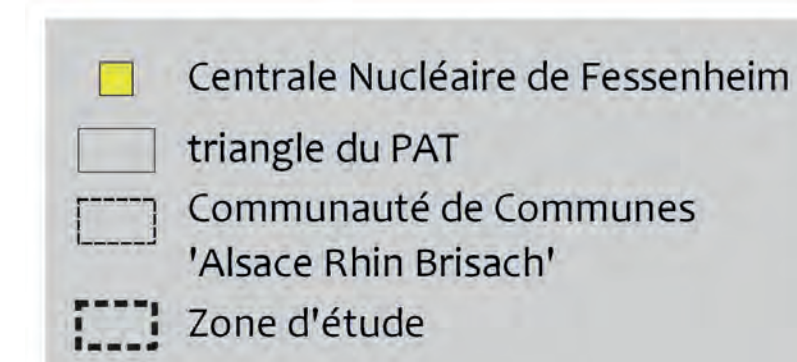 Centrale Nucléaire de Fessenheim
triangle du PAT
Communauté de Communes
'Alsace Rhin Brisach'
Zone d'étude